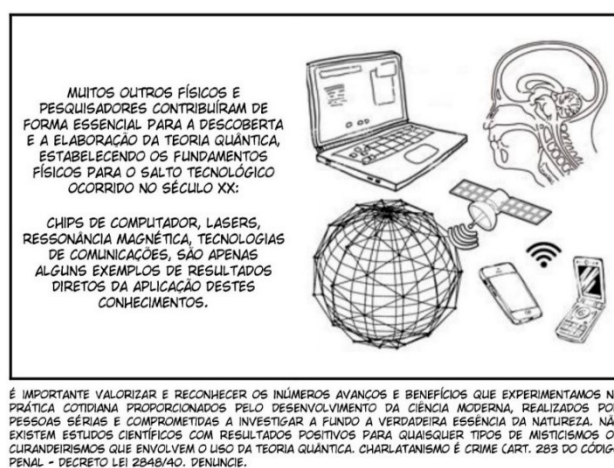 MUITOS OUTROS FÍSICOS E
PESQUISADORES CONTRIBUÍRAM DE
FORMA ESSENCIAL PARA A DESCOBERTA
E A ELABORAÇÃO DA TEORIA QUÂNTICA,
ESTABELECENDO OS FUNDAMENTOS
FÍSICOS PARA O SALTO TECNOLÓGICO
OCORRIDO NO SÉCULO XX:
CHIPS DE COMPUTADOR, LASERS,
RESSONÂNCIA MAGNÉTICA, TECNOLOGIAS
DE COMUNICAÇÕES, SÃO APENAS
ALGUNS EXEMPLOS DE RESULTADOS
DIRETOS DA APLICAÇÃO DESTES
CONHECIMENTOS.
É IMPORTANTE VALORIZAR E RECONHECER OS INÚMEROS AVANÇOS E BENEFÍCIOS QUE EXPERIMENTAMOS N
PRÁTICA COTIDIANA PROPORCIONADOS PELO DESENVOLVIMENTO DA CIÊNCIA MODERNA, REALIZADOS PO
PESSOAS SÉRIAS E COMPROMETIDAS A INVESTIGAR A FUNDO A VERDADEIRA ESSÊNCIA DA NATUREZA. NÃ
EXISTEM ESTUDOS CIENTÍFICOS COM RESULTADOS POSITIVOS PARA QUAISQUER TIPOS DE MISTICISMOS O
CURANDEIRISMOS QUE ENVOLVEM O USO DA TEORIA QUÂNTICA. CHARLATANISMO É CRIME (ART. 283 DO CÓDIG
PENAL - DECRETO LEI 2848/40. DENUNCIE.